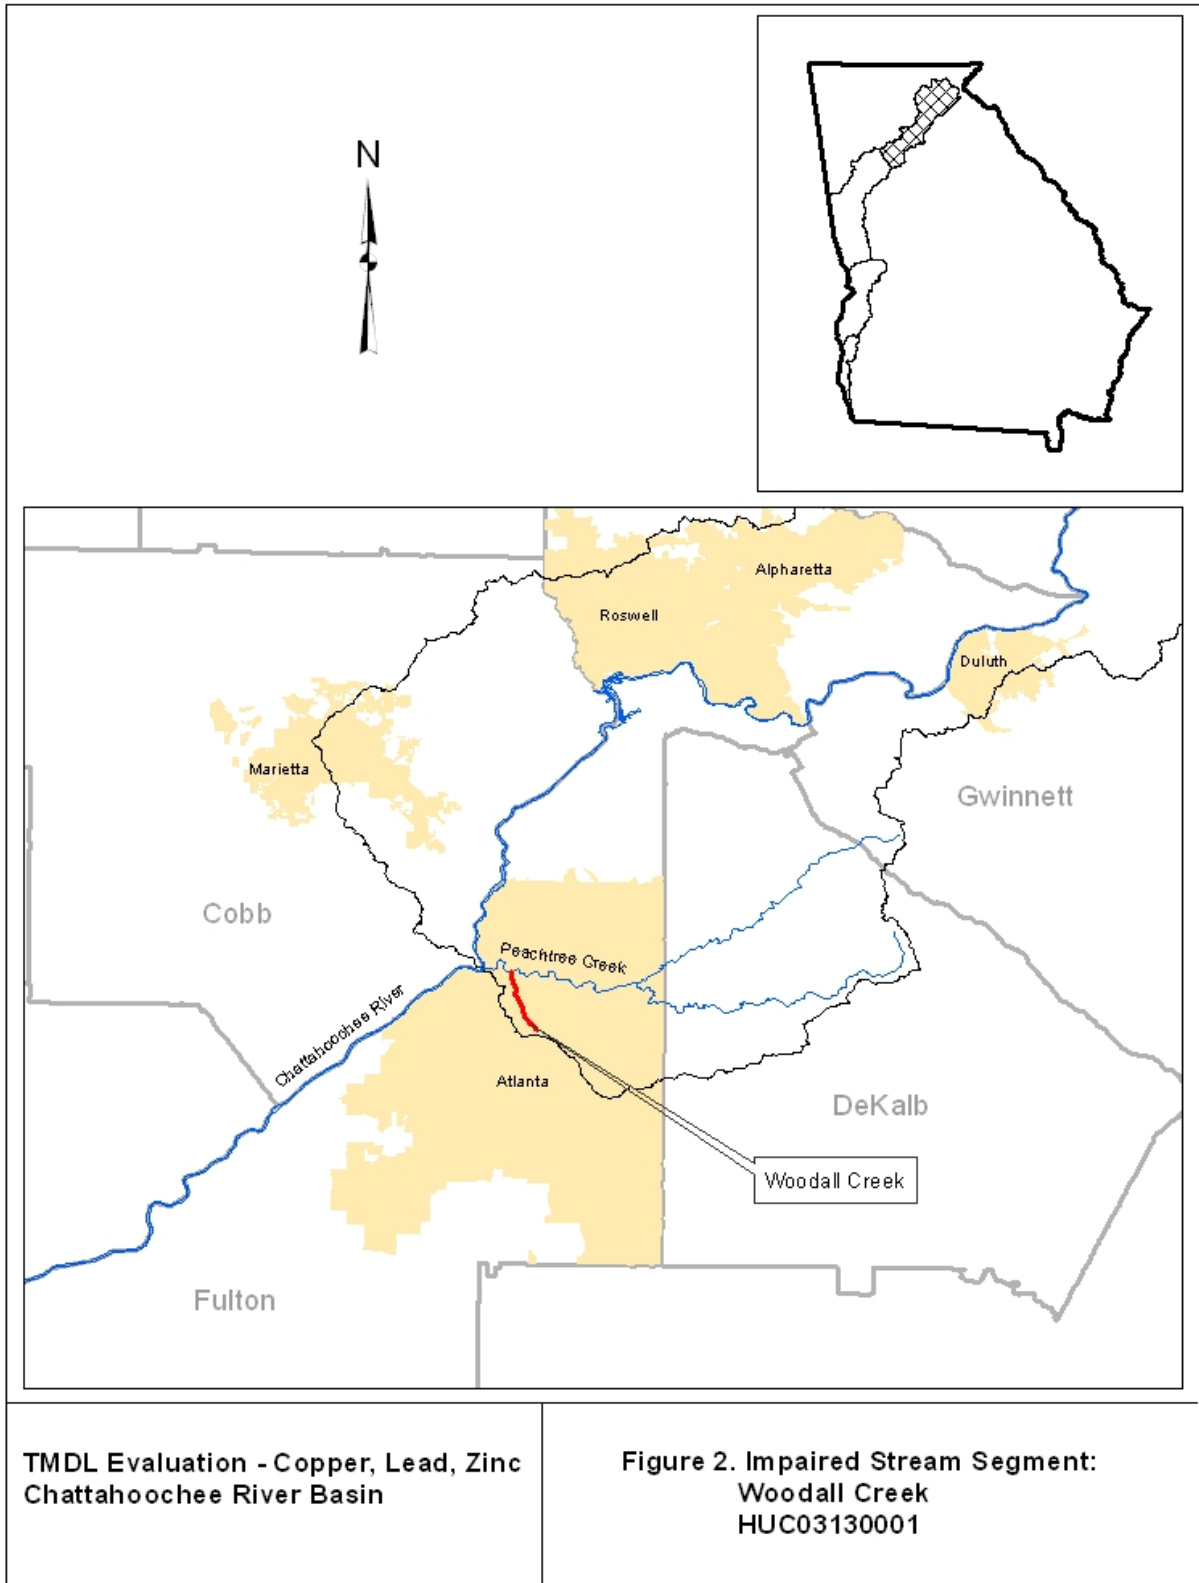 N
Alpharetta
Roswell
Duluth
Marietta
Gwinnett
Cobb
Peachtree Creek
Chattahoochee River
Atlanta
DeKalb
Woodall Creek
Fulton
TMDL Evaluation - Copper, Lead, Zinc
Chattahoochee River Basin
Figure 2. Impaired Stream Segment:
Woodall Creek
HUC03130001